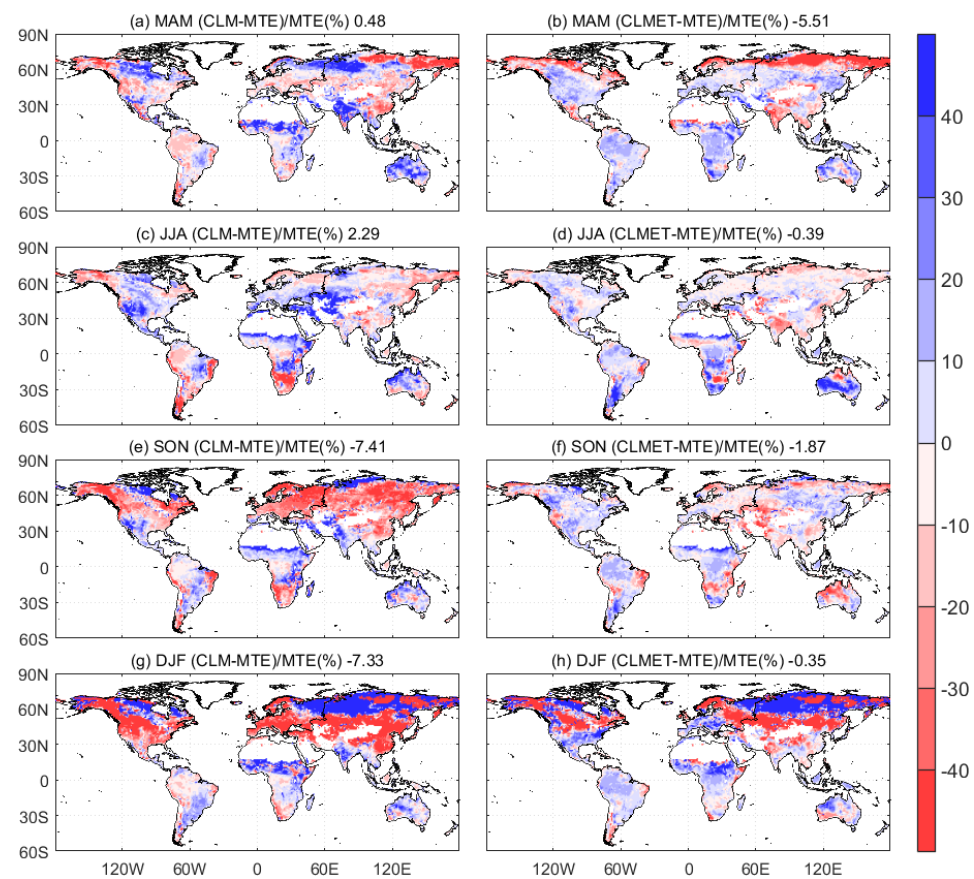 (a) MAM (CLM-MTE)/MTE(%) 0.48
(b) MAM (CLMET-MTE)/MTE(%) -5.51
90N
60N
30N
0
30S
60S
(c) JJA (CLM-MTE)/MTE(%) 2.29
(d) JJA (CLMET-MTE)/MTE(%) -0.39
90N
60N
30N
0
30S
60S
(e) SON (CLM-MTE)/MTE(%) -7.41
(f) SON (CLMET-MTE)/MTE(%) -1.87
90N
60N
30N
0
30S
60S
(g) DJF (CLM-MTE)/MTE(%) -7.33
(h) DJF (CLMET-MTE)/MTE(%) -0.35
90N
60N
30N
0
30S
60S
120W 60W 0 60E 120E
120W 60W 0 60E 120E
40
30
20
10
0
-10
-20
-30
-40